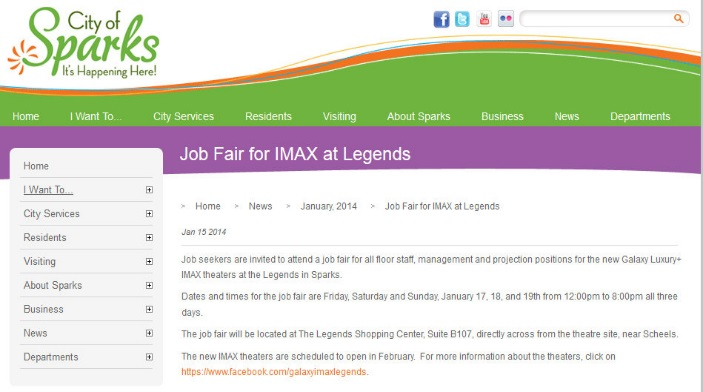 City of
Sparks
It's Happening Here!
Home I Want To... City Services Residents Visiting About Sparks Business News Departments
Job Fair for IMAX at Legends
Home
I Want To...
City Services
Residents
Visiting
About Sparks
Business
News
Departments
> Home > News > January, 2014 > Job Fair for IMAX at Legends
Jan 15 2014
Job seekers are invited to attend a job fair for all floor staff, management and projection positions for the new Galaxy Luxury+
IMAX theaters at the Legends in Sparks.
Dates and times for the job fair are Friday, Saturday and Sunday, January 17, 18, and 19th from 12:00pm to 8:00pm all three
days.
The job fair will be located at The Legends Shopping Center, Suite B107, directly across from the theatre site, near Scheels.
The new IMAX theaters are scheduled to open in February. For more information about the theaters, click on
https://www.facebook.com/galaxyimaxlegends.